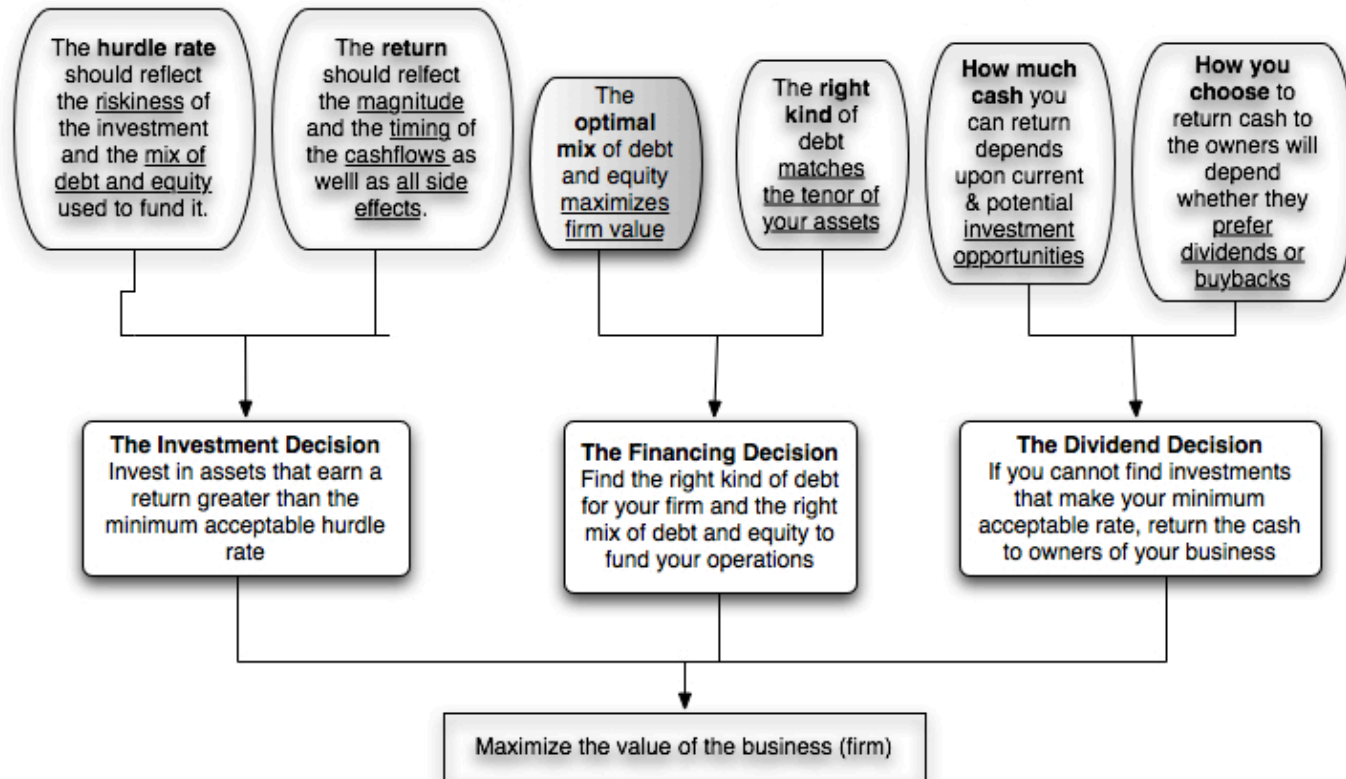 The hurdle rate
should reflect
the riskiness of
the investment
and the mix of
debt and equity
used to fund it.
The return
should relfect
the magnitude
and the timing of
the cashflows as
welll as all side
effects.
The
optimal
mix of debt
and equity
maximizes
firm value
The right
kind of
debt
matches
the tenor of
your assets
How much
cash you
can return
depends
upon current
& potential
investment
opportunities
How you
choose to
return cash to
the owners will
depend
whether they
prefer
dividends or
buybacks
The Investment Decision
Invest in assets that earn a
return greater than the
minimum acceptable hurdle
rate
The Financing Decision
Find the right kind of debt
for your firm and the right
mix of debt and equity to
fund your operations
The Dividend Decision
If you cannot find investments
that make your minimum
acceptable rate, return the cash
to owners of your business
Maximize the value of the business (firm)